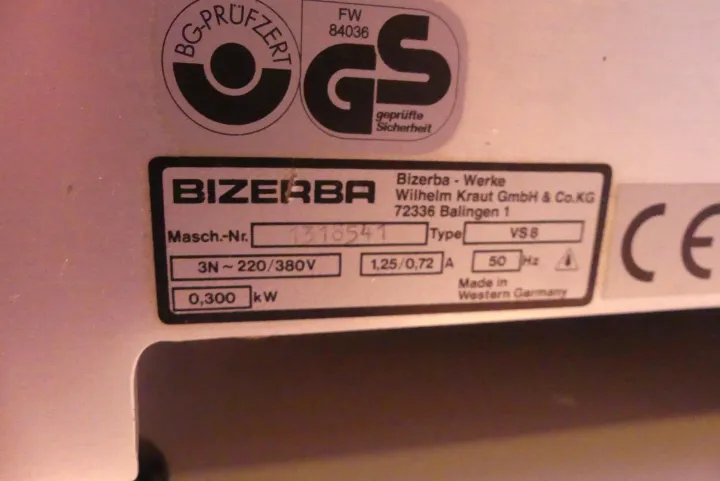 BG-PRÜFZERT
FW
84036
GS
geprüfte
Sicherheit
BIZERBA
Bizerba - Werke
Wilhelm Kraut GmbH & Co.KG
72336 Balingen 1
Masch.-Nr. 1318541 Type VS8
3N~220/380V 1,25/0,72 A 50 Hz
0,300 kW
Made in
Western Germany
CE